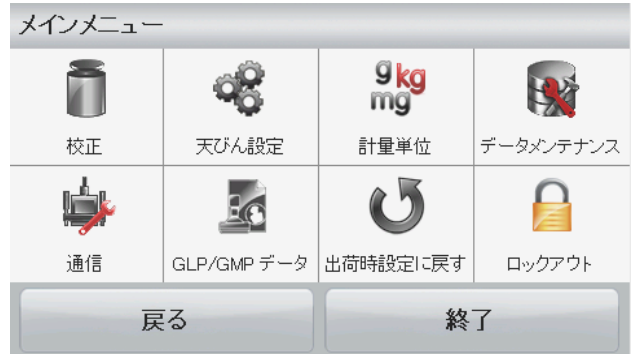 メインメニュー
g kg
mg
校正
天びん設定
計量単位
データメンテナンス
通信
GLP/GMP データ
出荷時設定に戻す
ロックアウト
戻る
終了